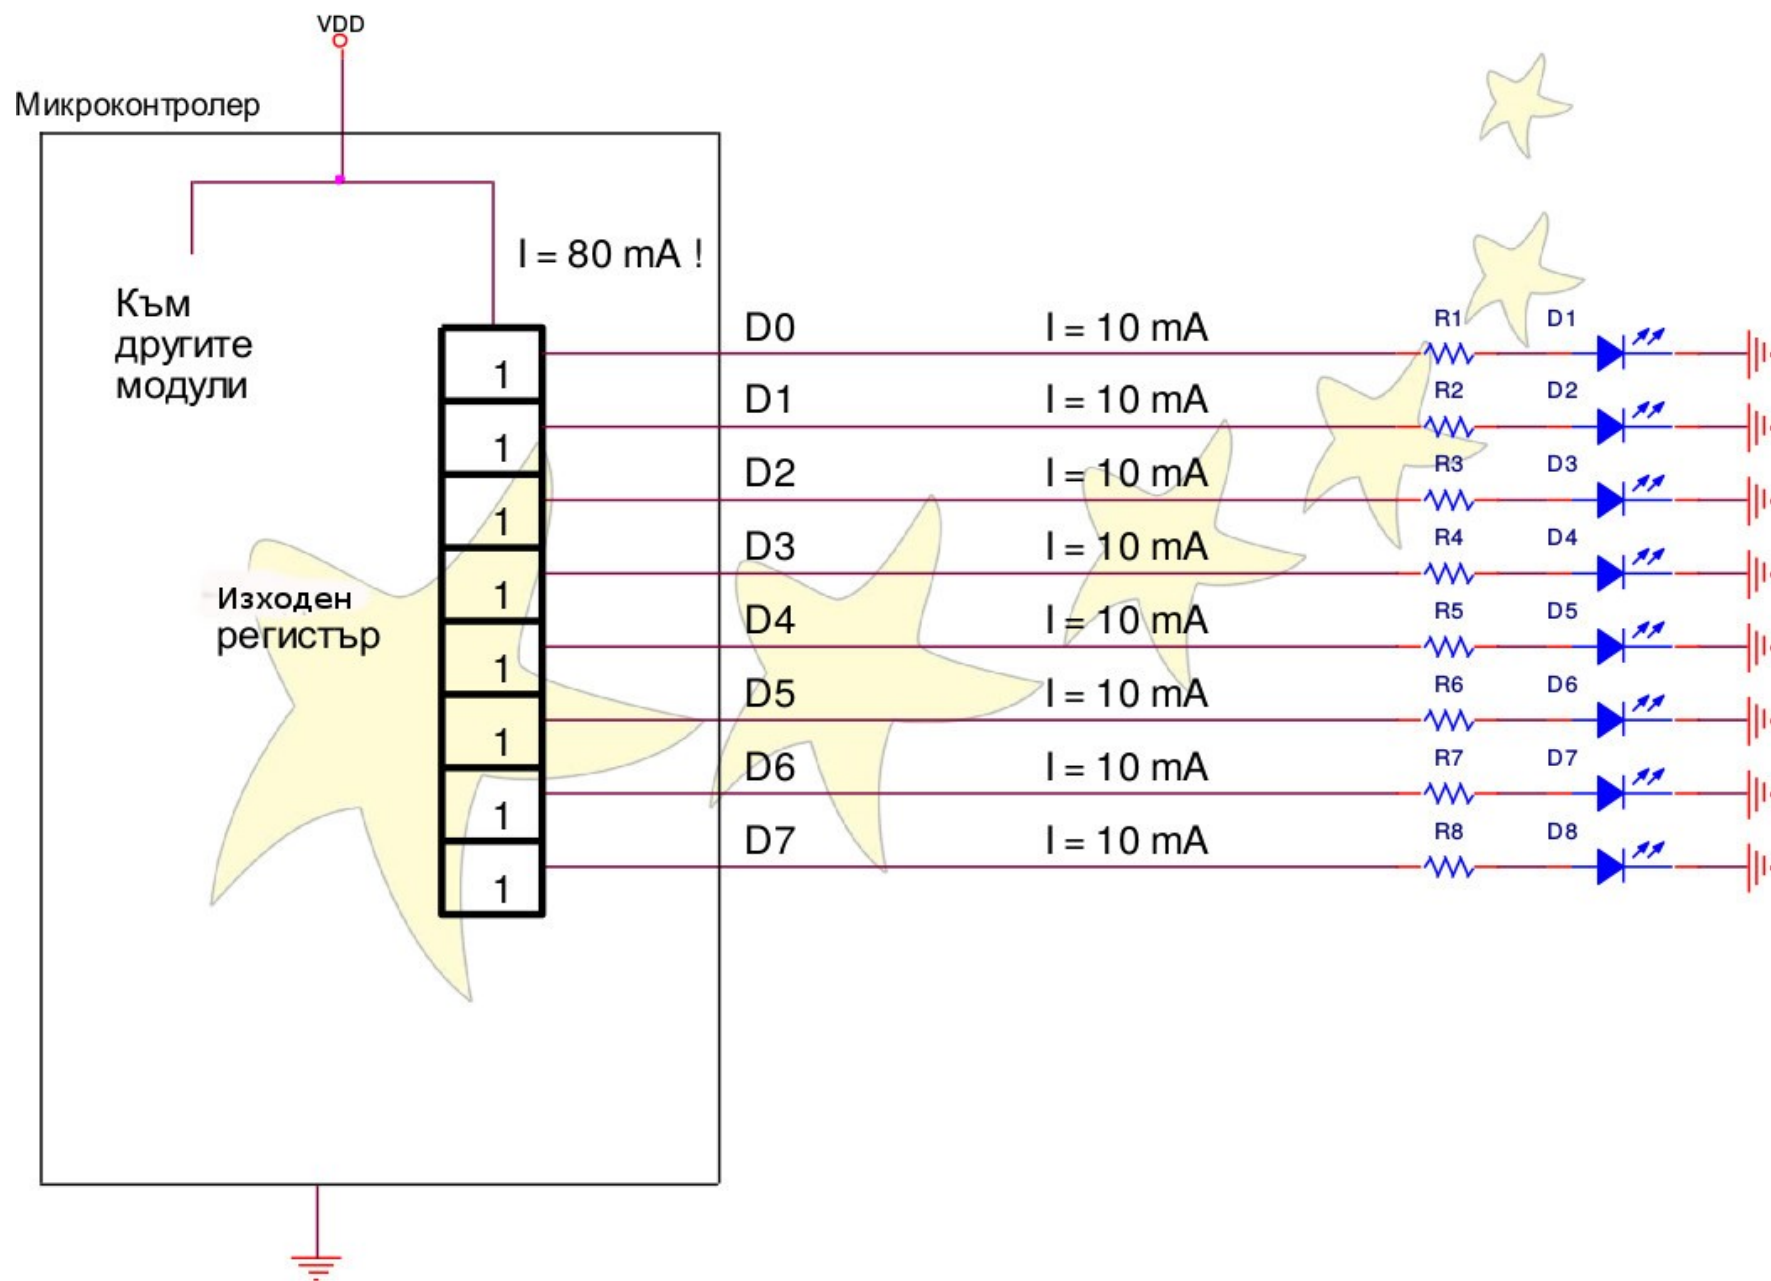 VDD
Микроконтролер
I = 80 mA !
Към
другите
модули
Изходен
регистър
1
1
1
1
1
1
1
1
D0 I = 10 mA R1 D1
D1 I = 10 mA R2 D2
D2 I = 10 mA R3 D3
D3 I = 10 mA R4 D4
D4 I = 10 mA R5 D5
D5 I = 10 mA R6 D6
D6 I = 10 mA R7 D7
D7 I = 10 mA R8 D8